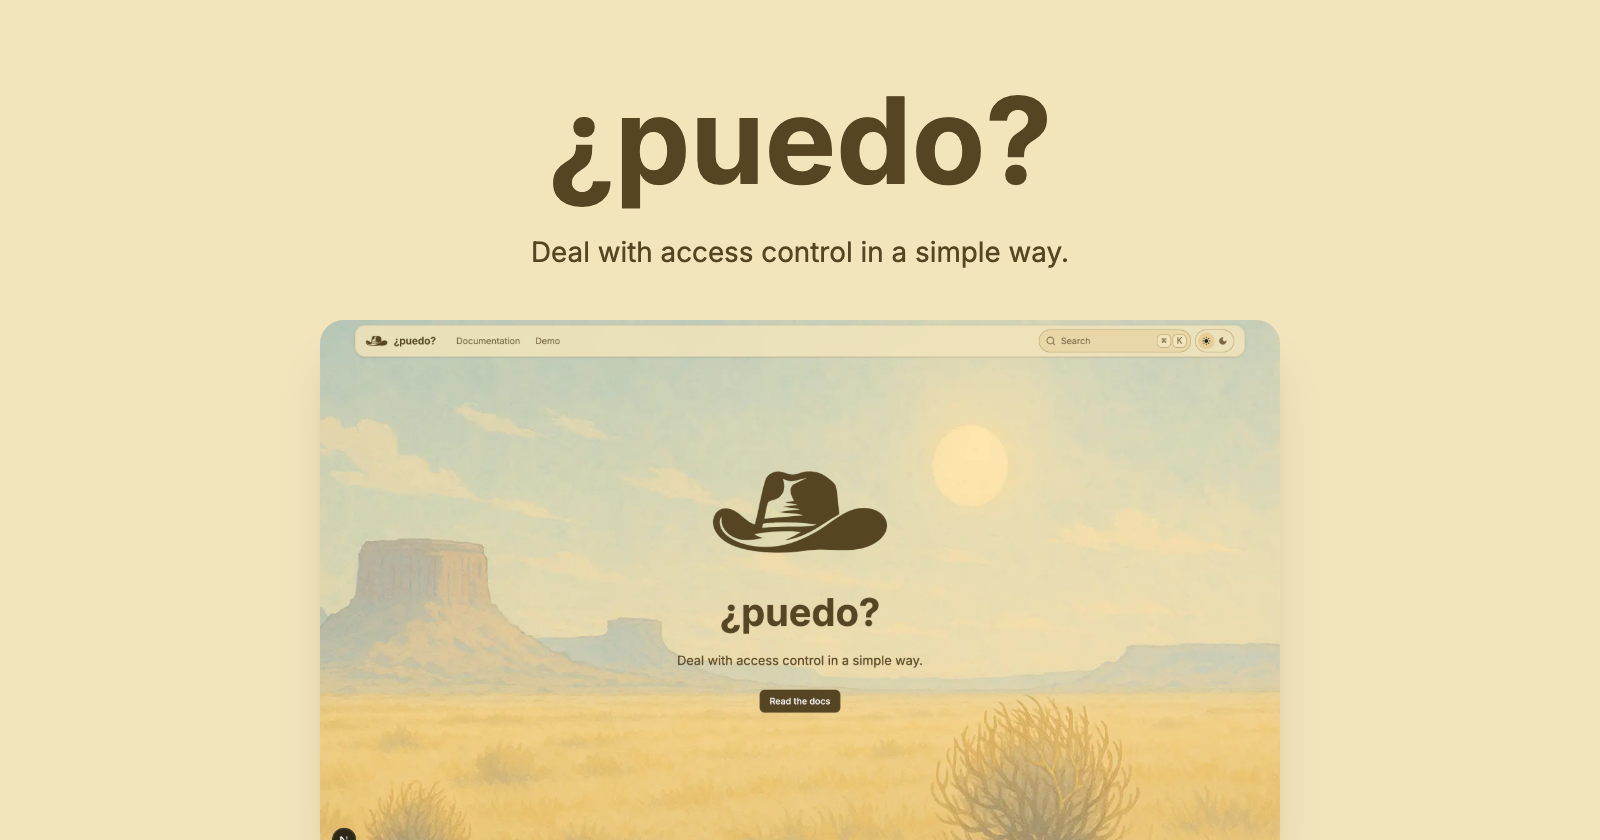 ¿puedo?
Deal with access control in a simple way.
¿puedo? Documentation Demo Search ⌘ K
¿puedo?
Deal with access control in a simple way.
Read the docs